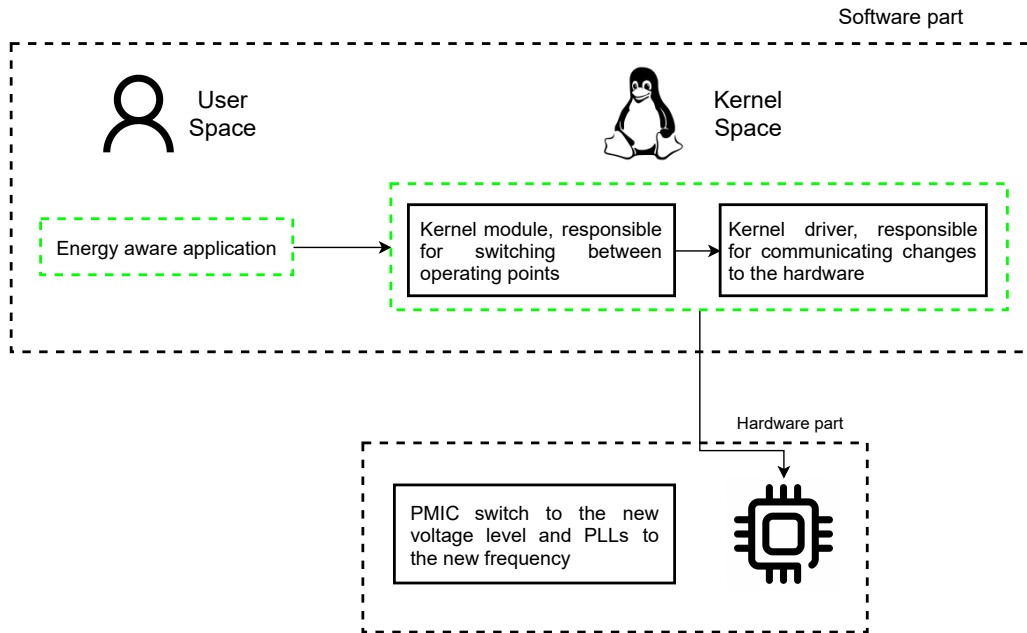 Software part
User
Space
Kernel
Space
Energy aware application
Kernel module, responsible
for switching between
operating points
Kernel driver, responsible
for communicating changes
to the hardware
Hardware part
PMIC switch to the new
voltage level and PLLs to
the new frequency